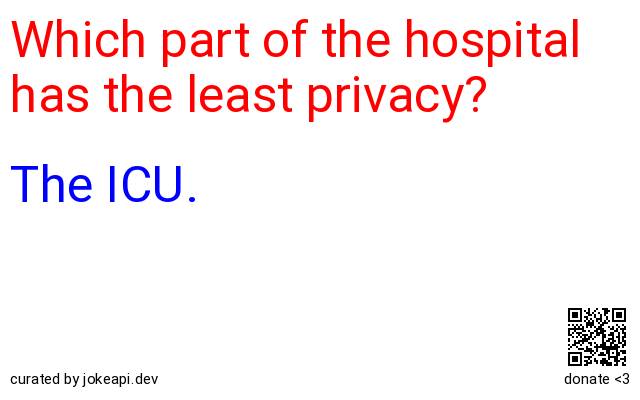 Which part of the hospital
has the least privacy?
The ICU.
curated by jokeapi.dev
donate <3